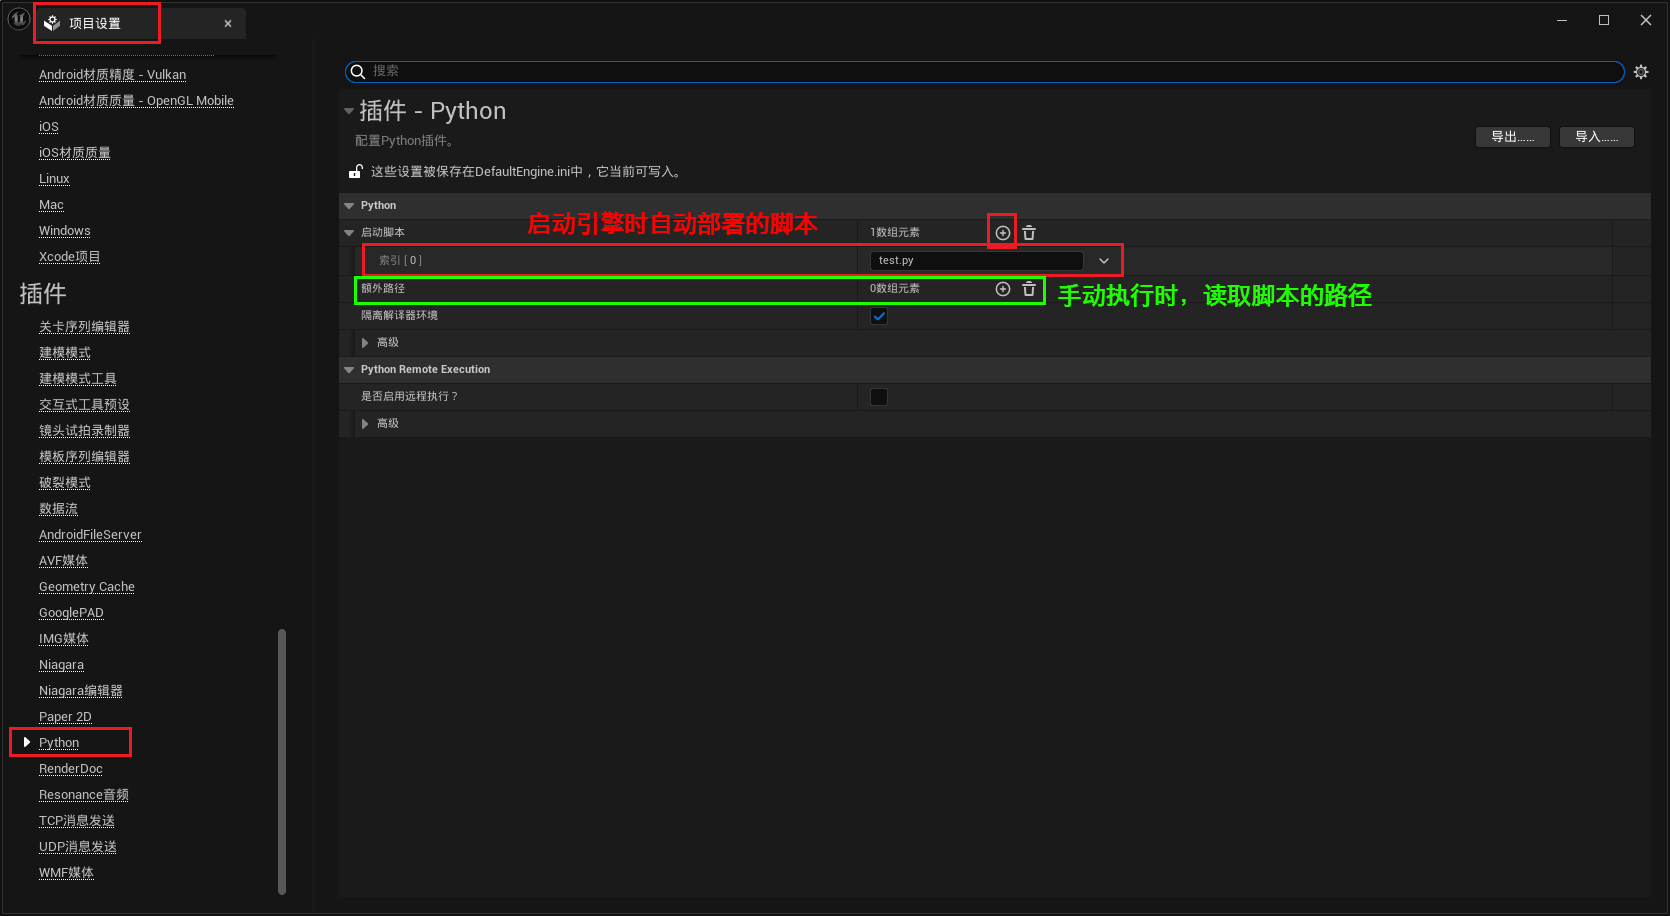 项目设置
Android材质精度 - Vulkan
Android材质质量 - OpenGL Mobile
iOS
iOS材质质量
Linux
Mac
Windows
Xcode项目
插件
关卡序列编辑器
建模模式
建模模式工具
交互式工具预设
镜头试拍录制器
模板序列编辑器
破裂模式
数据流
AndroidFileServer
AVF媒体
Geometry Cache
GooglePAD
IMG媒体
Niagara
Niagara编辑器
Paper 2D
Python
RenderDoc
Resonance音频
TCP消息发送
UDP消息发送
WMF媒体
搜索
插件 - Python
配置Python插件。
导出......
导入......
这些设置被保存在DefaultEngine.ini中，它当前可写入。
Python
启动引擎时自动部署的脚本
启动脚本
1数组元素
索引 [ 0 ]
test.py
额外路径
0数组元素
手动执行时，读取脚本的路径
隔离解译器环境
高级
Python Remote Execution
是否启用远程执行？
高级